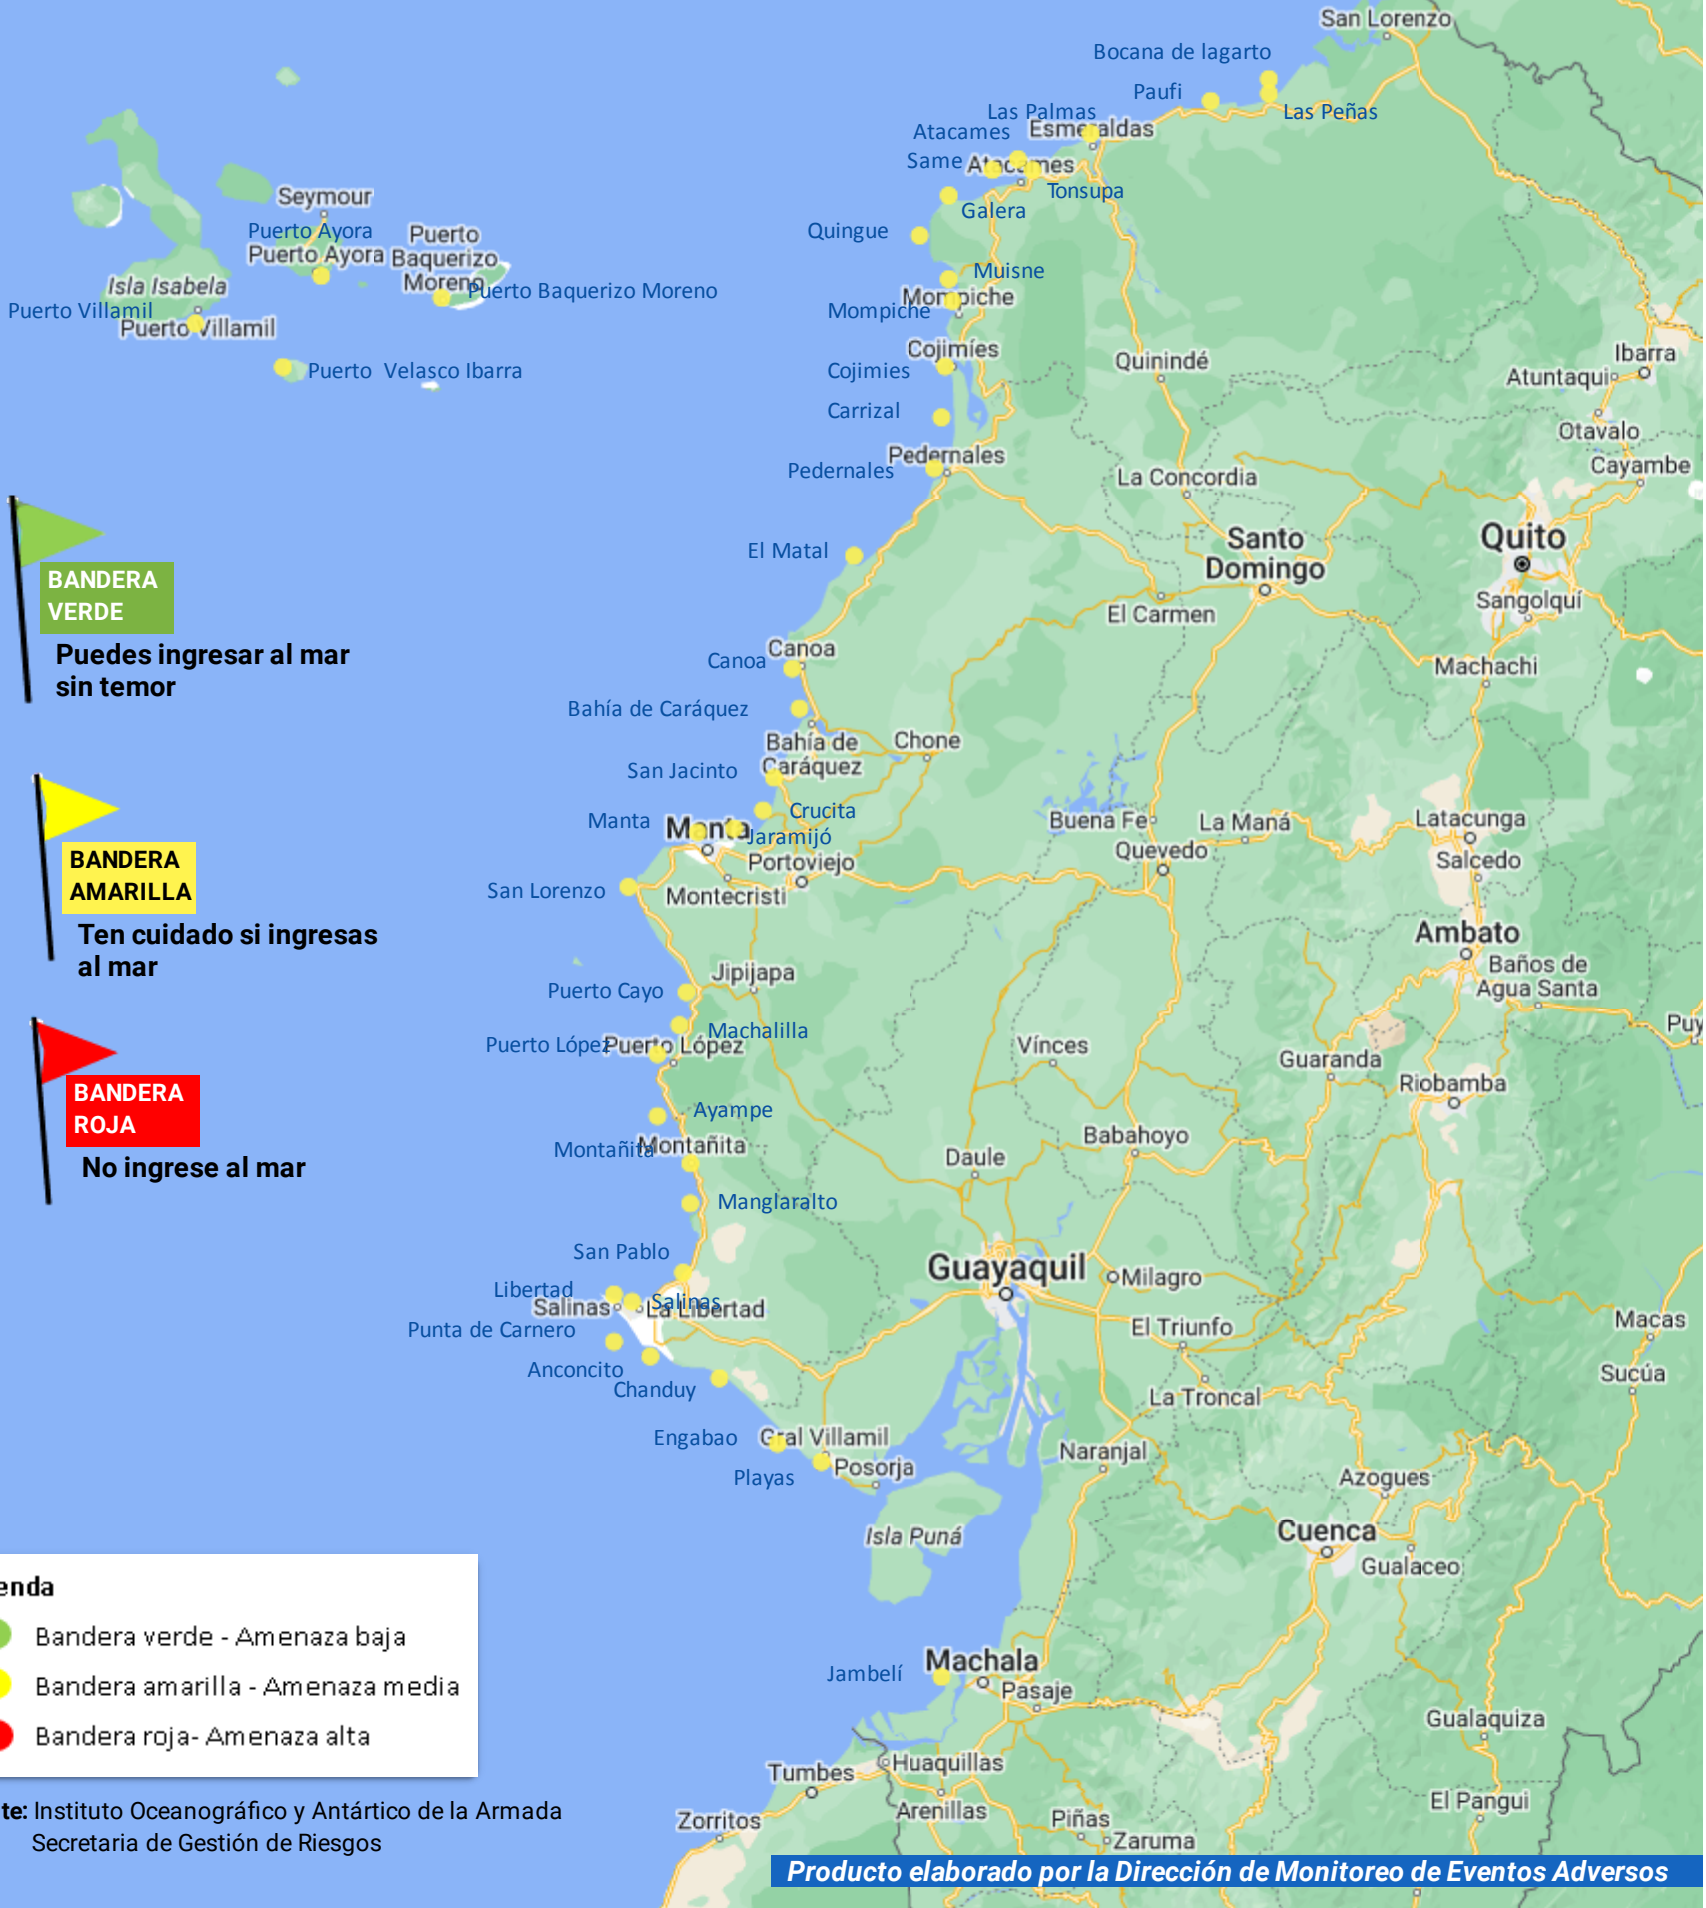 San Lorenzo
Bocana de lagarto
Paufi
Las Peñas
Las Palmas
Esmeraldas
Atacames
Same
Atacames
Tonsupa
Galera
Quingue
Muisne
Mompiche
Mompiche
Cojimíes
Cojimies
Carrizal
Pedernales
Pedernales
El Matal
Canoa
Canoa
Bahía de Caráquez
Bahía de
Caráquez
Chone
San Jacinto
Crucita
Manta
Manta
Jaramijó
Portoviejo
Montecristi
San Lorenzo
Jipijapa
Puerto Cayo
Machalilla
Puerto López
Puerto López
Ayampe
Montañita
Montañita
Manglaralto
San Pablo
Libertad
Salinas
Salinas
La Libertad
Punta de Carnero
Anconcito
Chanduy
Engabao
Gral Villamil
Playas
Posorja
Isla Puná
Jambelí
Machala
Pasaje
Huaquillas
Tumbes
Arenillas
Zorritos
Piñas
Zaruma
Seymour
Puerto Ayora
Puerto Ayora
Puerto
Baquerizo
Moreno
Puerto Baquerizo Moreno
Isla Isabela
Puerto Villamil
Puerto Villamil
Puerto Velasco Ibarra
Quinindé
Ibarra
Atuntaqui
Otavalo
Cayambe
La Concordia
Santo
Domingo
Quito
Sangolquí
El Carmen
Machachi
Buena Fe
La Maná
Latacunga
Quevedo
Salcedo
Ambato
Baños de
Agua Santa
Puy
Vínces
Guaranda
Riobamba
Babahoyo
Daule
Guayaquil
Milagro
El Triunfo
Macas
Sucúa
La Troncal
Naranjal
Azogues
Cuenca
Gualaceo
Gualaquiza
El Pangui
BANDERA
VERDE
Puedes ingresar al mar
sin temor
BANDERA
AMARILLA
Ten cuidado si ingresas
al mar
BANDERA
ROJA
No ingrese al mar
enda
Bandera verde - Amenaza baja
Bandera amarilla - Amenaza media
Bandera roja- Amenaza alta
te: Instituto Oceanográfico y Antártico de la Armada
Secretaria de Gestión de Riesgos
Producto elaborado por la Dirección de Monitoreo de Eventos Adversos